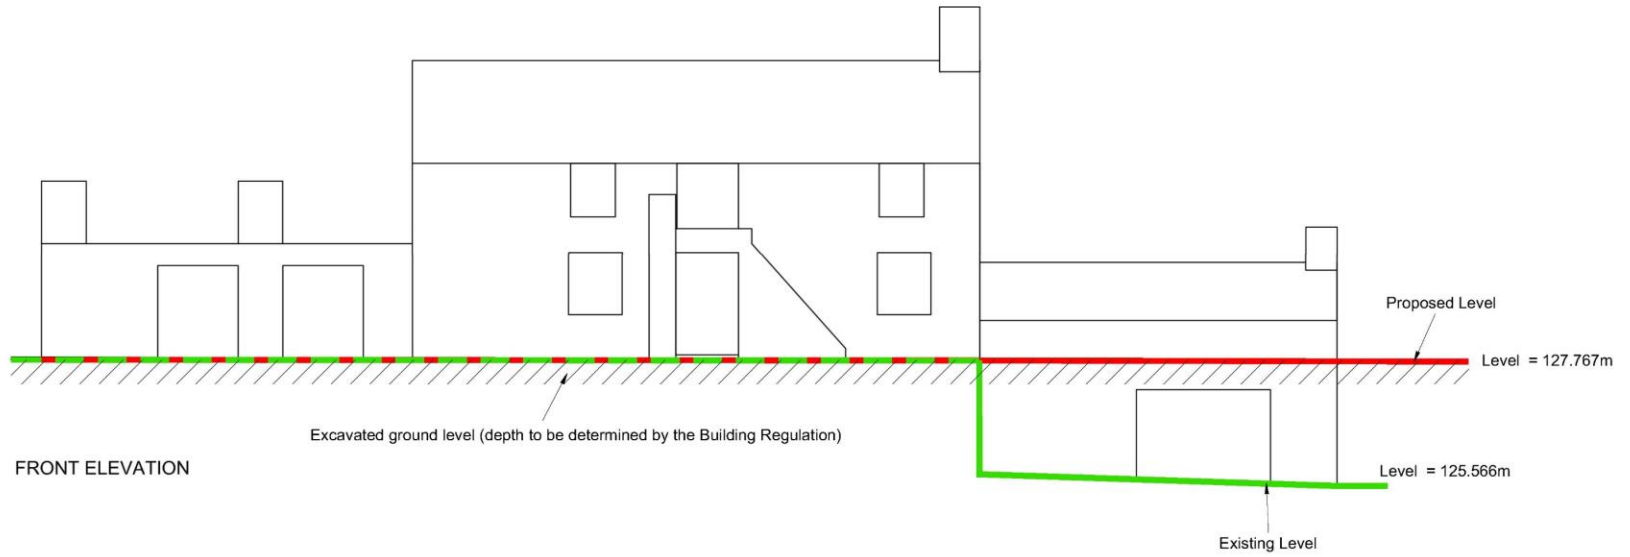 Proposed Level
Level = 127.767m
Excavated ground level (depth to be determined by the Building Regulation)
FRONT ELEVATION
Level = 125.566m
Existing Level